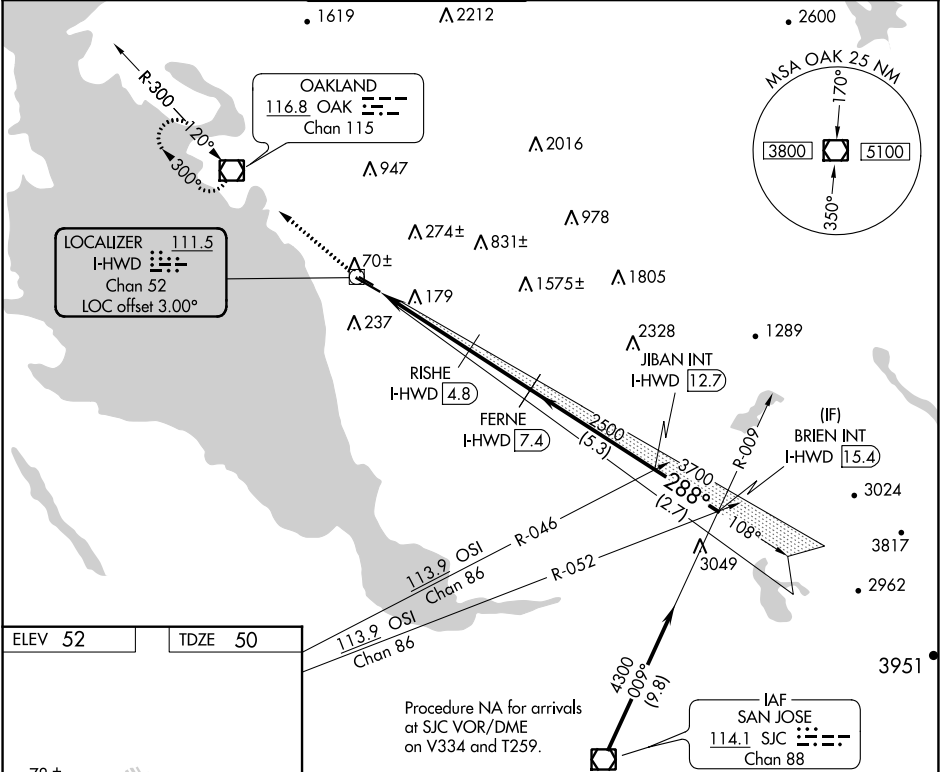 1619
2212
2600
MSA OAK 25 NM
170°
3800
5100
350°
R-300
120°
300°
OAKLAND
116.8 OAK
Chan 115
2016
947
978
274±
831±
LOCALIZER 111.5
I-HWD
Chan 52
LOC offset 3.00°
70±
1575±
1805
179
237
2328
1289
RISHE
I-HWD 4.8
JIBAN INT
I-HWD 12.7
FERNE
I-HWD 7.4
2500
(5.3)
R-009
(IF)
BRIEN INT
I-HWD 15.4
3700
288°
(2.7)
108°
3024
3817
3049
2962
R-046
113.9 OSI
Chan 86
R-052
113.9 OSI
Chan 86
ELEV 52
TDZE 50
3951
4300
009°
(9.8)
Procedure NA for arrivals
at SJC VOR/DME
on V334 and T259.
IAF
SAN JOSE
114.1 SJC
Chan 88